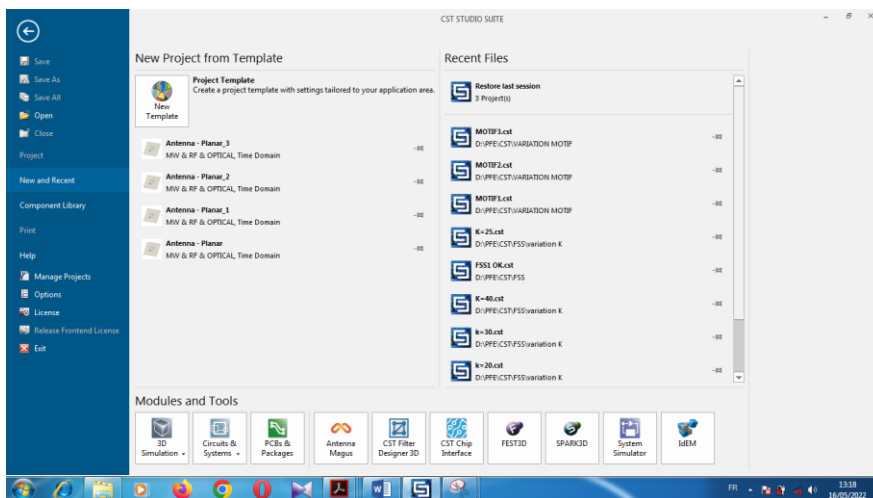 CST STUDIO SUITE
Save
Save As
Save All
Open
Close
Project
New and Recent
Component Library
Print
Help
Manage Projects
Options
License
Release Frontend License
Exit
New Project from Template
New
Template
Project Template
Create a project template with settings tailored to your application area.
Antenna - Planar_3
MW & RF & OPTICAL, Time Domain
Antenna - Planar_2
MW & RF & OPTICAL, Time Domain
Antenna - Planar_1
MW & RF & OPTICAL, Time Domain
Antenna - Planar
MW & RF & OPTICAL, Time Domain
Recent Files
Restore last session
3 Project(s)
MOTIF3.cst
D:\PFE\CST\VARIATION MOTIF
MOTIF2.cst
D:\PFE\CST\VARIATION MOTIF
MOTIF1.cst
D:\PFE\CST\VARIATION MOTIF
K=25.cst
D:\PFE\CST\FSS\variation K
FSS1 OK.cst
D:\PFE\CST\FSS
K=40.cst
D:\PFE\CST\FSS\variation K
k=30.cst
D:\PFE\CST\FSS\variation K
k=20.cst
D:\PFE\CST\FSS\variation K
Modules and Tools
3D
Simulation
Circuits &
Systems
PCBs &
Packages
Antenna
Magus
CST Filter
Designer 3D
CST Chip
Interface
FEST3D
SPARK3D
System
Simulator
IdEM
FR
13:18
16/05/2022